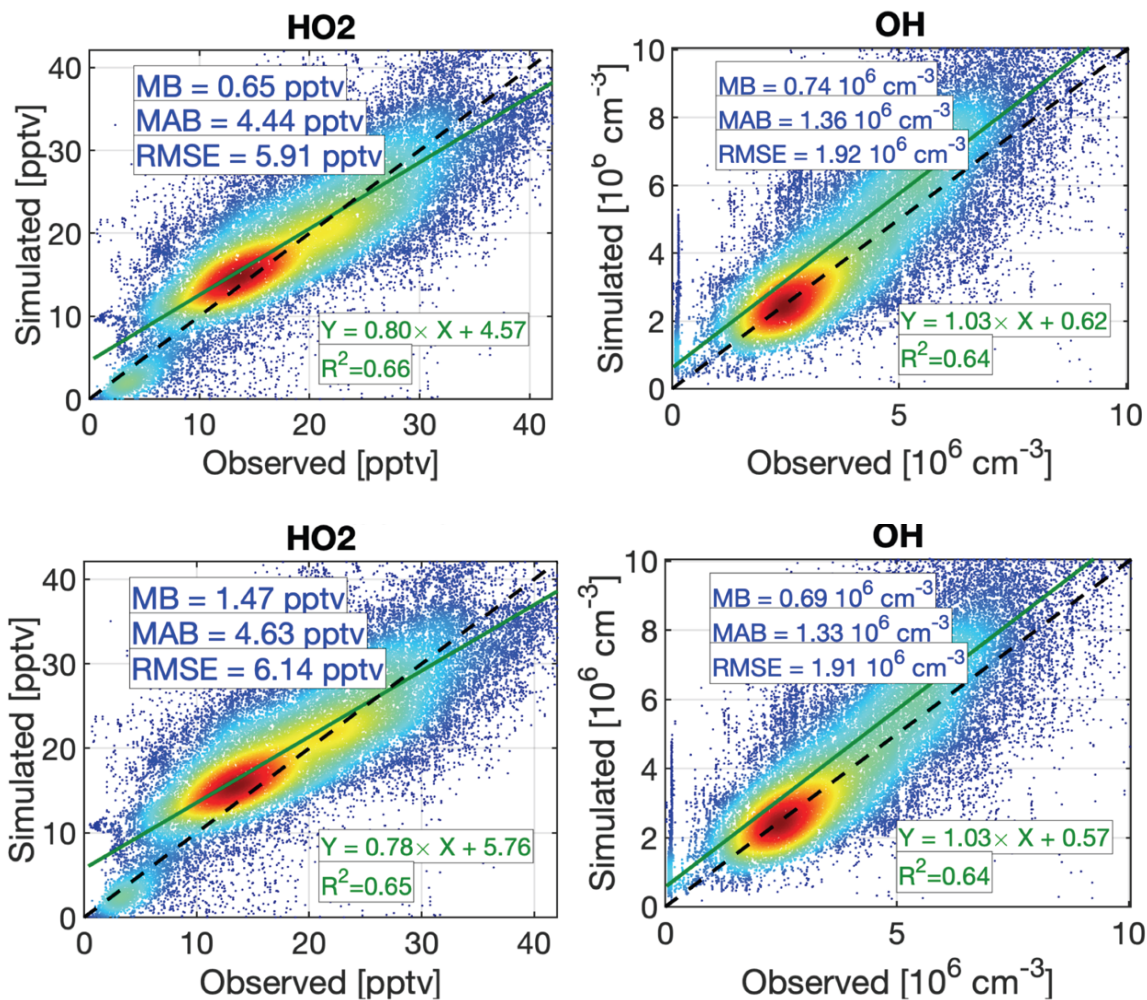 HO2
MB = 0.65 pptv
MAB = 4.44 pptv
RMSE = 5.91 pptv
Y = 0.80× X + 4.57
R²=0.66
Simulated [pptv]
40
30
20
10
0
0 10 20 30 40
Observed [pptv]
OH
MB = 0.74 10⁶ cm⁻³
MAB = 1.36 10⁶ cm⁻³
RMSE = 1.92 10⁶ cm⁻³
Y = 1.03× X + 0.62
R²=0.64
Simulated [10⁶ cm⁻³]
10
8
6
4
2
0
0 5 10
Observed [10⁶ cm⁻³]
HO2
MB = 1.47 pptv
MAB = 4.63 pptv
RMSE = 6.14 pptv
Y = 0.78× X + 5.76
R²=0.65
Simulated [pptv]
40
30
20
10
0
0 10 20 30 40
Observed [pptv]
OH
MB = 0.69 10⁶ cm⁻³
MAB = 1.33 10⁶ cm⁻³
RMSE = 1.91 10⁶ cm⁻³
Y = 1.03× X + 0.57
R²=0.64
Simulated [10⁶ cm⁻³]
10
8
6
4
2
0
0 5 10
Observed [10⁶ cm⁻³]